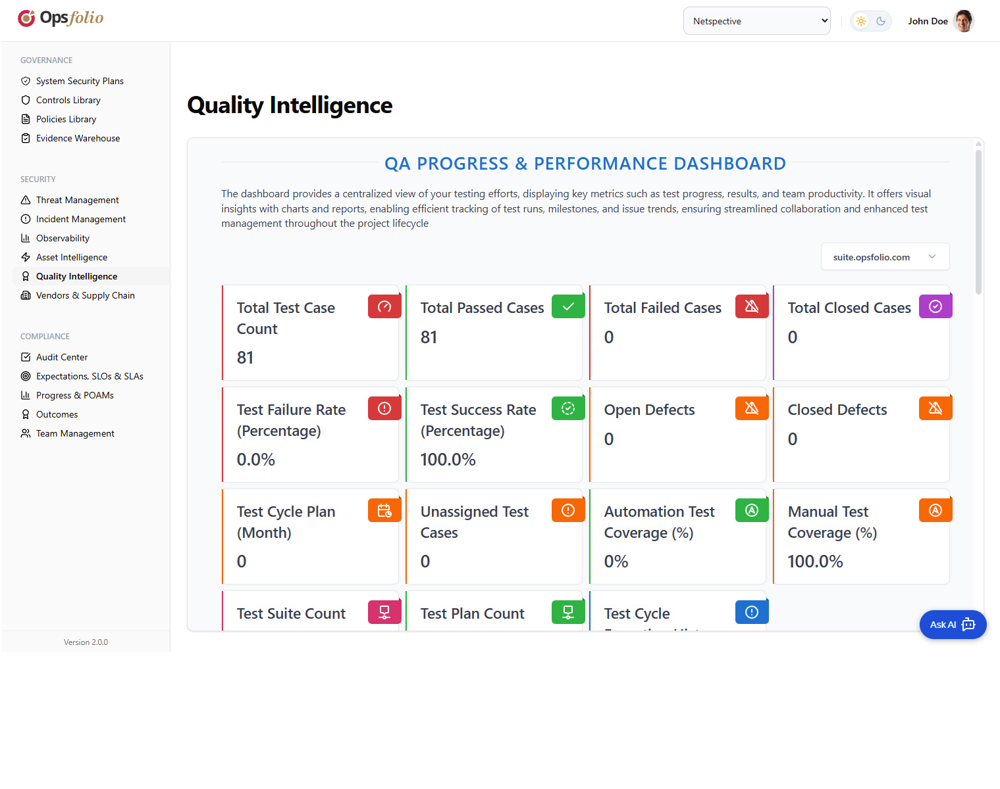 Opsfolio
Netspective
John Doe
GOVERNANCE
System Security Plans
Controls Library
Policies Library
Evidence Warehouse
SECURITY
Threat Management
Incident Management
Observability
Asset Intelligence
Quality Intelligence
Vendors & Supply Chain
COMPLIANCE
Audit Center
Expectations, SLOs & SLAs
Progress & POAMs
Outcomes
Team Management
Version 2.0.0
Quality Intelligence
QA PROGRESS & PERFORMANCE DASHBOARD
The dashboard provides a centralized view of your testing efforts, displaying key metrics such as test progress, results, and team productivity. It offers visual
insights with charts and reports, enabling efficient tracking of test runs, milestones, and issue trends, ensuring streamlined collaboration and enhanced test
management throughout the project lifecycle
suite.opsfolio.com
Total Test Case
Count
81
Total Passed Cases
81
Total Failed Cases
0
Total Closed Cases
0
Test Failure Rate
(Percentage)
0.0%
Test Success Rate
(Percentage)
100.0%
Open Defects
0
Closed Defects
0
Test Cycle Plan
(Month)
0
Unassigned Test
Cases
0
Automation Test
Coverage (%)
0%
Manual Test
Coverage (%)
100.0%
Test Suite Count
Test Plan Count
Test Cycle
Ask AI